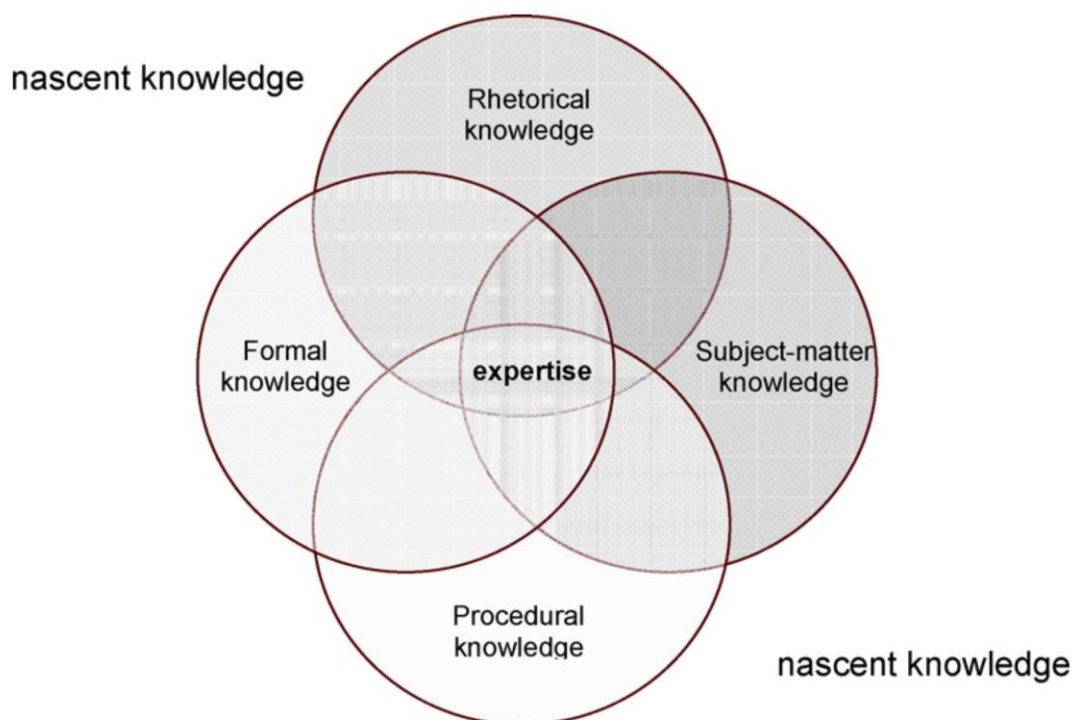 nascent knowledge
Rhetorical
knowledge
Formal
knowledge
expertise
Subject-matter
knowledge
Procedural
knowledge
nascent knowledge